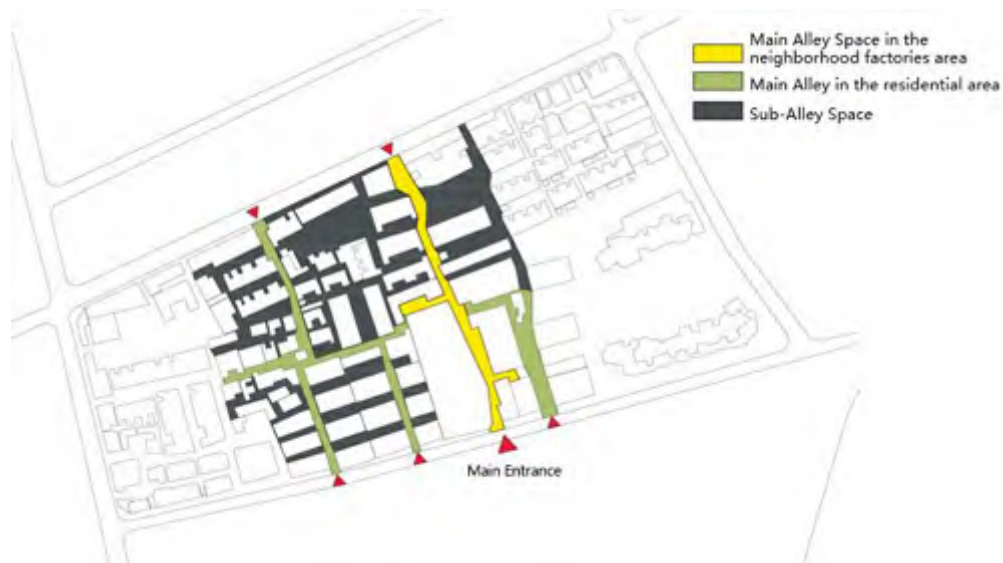 Main Alley Space in the
neighborhood factories area
Main Alley in the residential area
Sub-Alley Space
Main Entrance